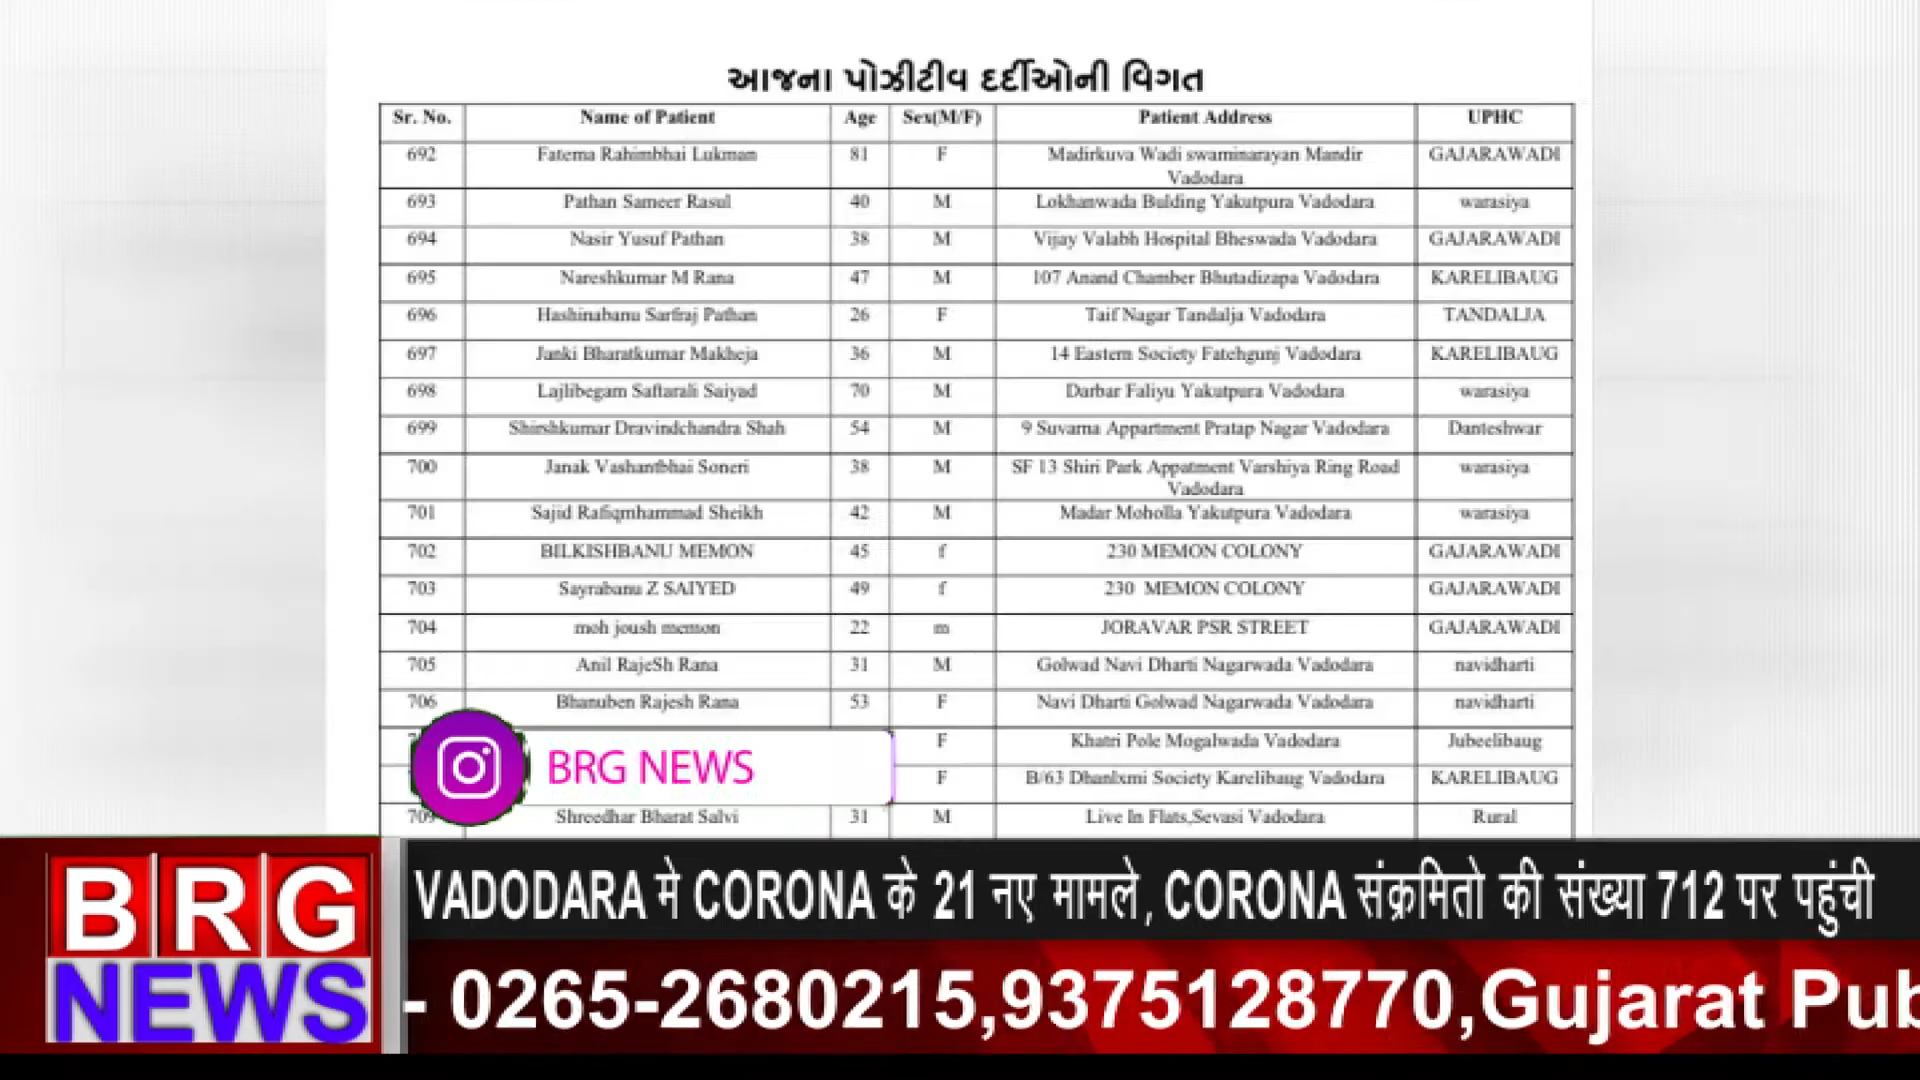 આજના પોઝીટીવ દર્દીઓની વિગત
Sr. No. Name of Patient Age Sex(M/F) Patient Address UPHC
692 Fatema Rahimbhai Lukman 81 F Madirkuva Wadi swaminarayan Mandir Vadodara GAJARAWADI
693 Pathan Sameer Rasul 40 M Lokhanwada Bulding Yakutpura Vadodara warasiya
694 Nasir Yusuf Pathan 38 M Vijay Valabh Hospital Bheswada Vadodara GAJARAWADI
695 Nareshkumar M Rana 47 M 107 Anand Chamber Bhutadizapa Vadodara KARELIBAUG
696 Hashinabanu Sarfraj Pathan 26 F Taif Nagar Tandalja Vadodara TANDALJA
697 Janki Bharatkumar Makheja 36 M 14 Eastern Society Fatehgunj Vadodara KARELIBAUG
698 Lajlibegam Saftarali Saiyad 70 M Darbar Faliyu Yakutpura Vadodara warasiya
699 Shirshkumar Dravindchandra Shah 54 M 9 Suvarna Appartment Pratap Nagar Vadodara Danteshwar
700 Janak Vashantbhai Soneri 38 M SF 13 Shiri Park Appatment Varshiya Ring Road Vadodara warasiya
701 Sajid Rafiqmhammad Sheikh 42 M Madar Moholla Yakutpura Vadodara warasiya
702 BILKISHBANU MEMON 45 f 230 MEMON COLONY GAJARAWADI
703 Sayrabanu Z SAIYED 49 f 230 MEMON COLONY GAJARAWADI
704 moh joush memon 22 m JORAVAR PSR STREET GAJARAWADI
705 Anil RajeSh Rana 31 M Golwad Navi Dharti Nagarwada Vadodara navidharti
706 Bhanuben Rajesh Rana 53 F Navi Dharti Golwad Nagarwada Vadodara navidharti
F Khatri Pole Mogalwada Vadodara Jubeelibaug
BRG NEWS
F B/63 Dhanlxmi Society Karelibaug Vadodara KARELIBAUG
709 Shreedhar Bharat Salvi 31 M Live In Flats,Sevasi Vadodara Rural
BRG
NEWS
VADODARA मे CORONA के 21 नए मामले, CORONA संक्रमितो की संख्या 712 पर पहुंची
- 0265-2680215,9375128770,Gujarat Pub